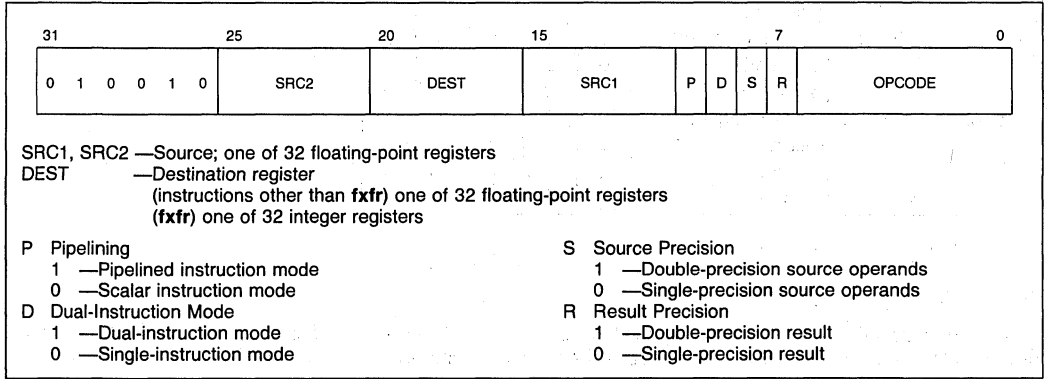 31 25 20 15 7 0
0 1 0 0 1 0 SRC2 DEST SRC1 P D S R OPCODE
SRC1, SRC2 —Source; one of 32 floating-point registers
DEST —Destination register
(instructions other than fxfr) one of 32 floating-point registers
(fxfr) one of 32 integer registers
P Pipelining
1 —Pipelined instruction mode
0 —Scalar instruction mode
D Dual-Instruction Mode
1 —Dual-instruction mode
0 —Single-instruction mode
S Source Precision
1 —Double-precision source operands
0 —Single-precision source operands
R Result Precision
1 —Double-precision result
0 —Single-precision result